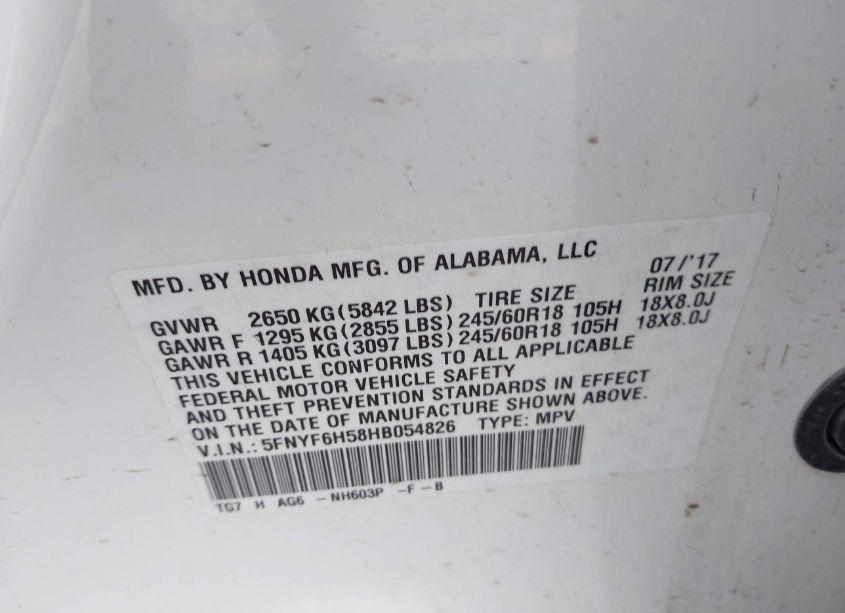 MFD. BY HONDA MFG. OF ALABAMA, LLC 07/'17
GVWR 2650 KG (5842 LBS) TIRE SIZE RIM SIZE
GAWR F 1295 KG (2855 LBS) 245/60R18 105H 18X8.0J
GAWR R 1405 KG (3097 LBS) 245/60R18 105H 18X8.0J
THIS VEHICLE CONFORMS TO ALL APPLICABLE
FEDERAL MOTOR VEHICLE SAFETY
AND THEFT PREVENTION STANDARDS IN EFFECT
ON THE DATE OF MANUFACTURE SHOWN ABOVE.
V.I.N.: 5FNYF6H58HB054826 TYPE: MPV
TG7 H AG6 - NH603P - F - B